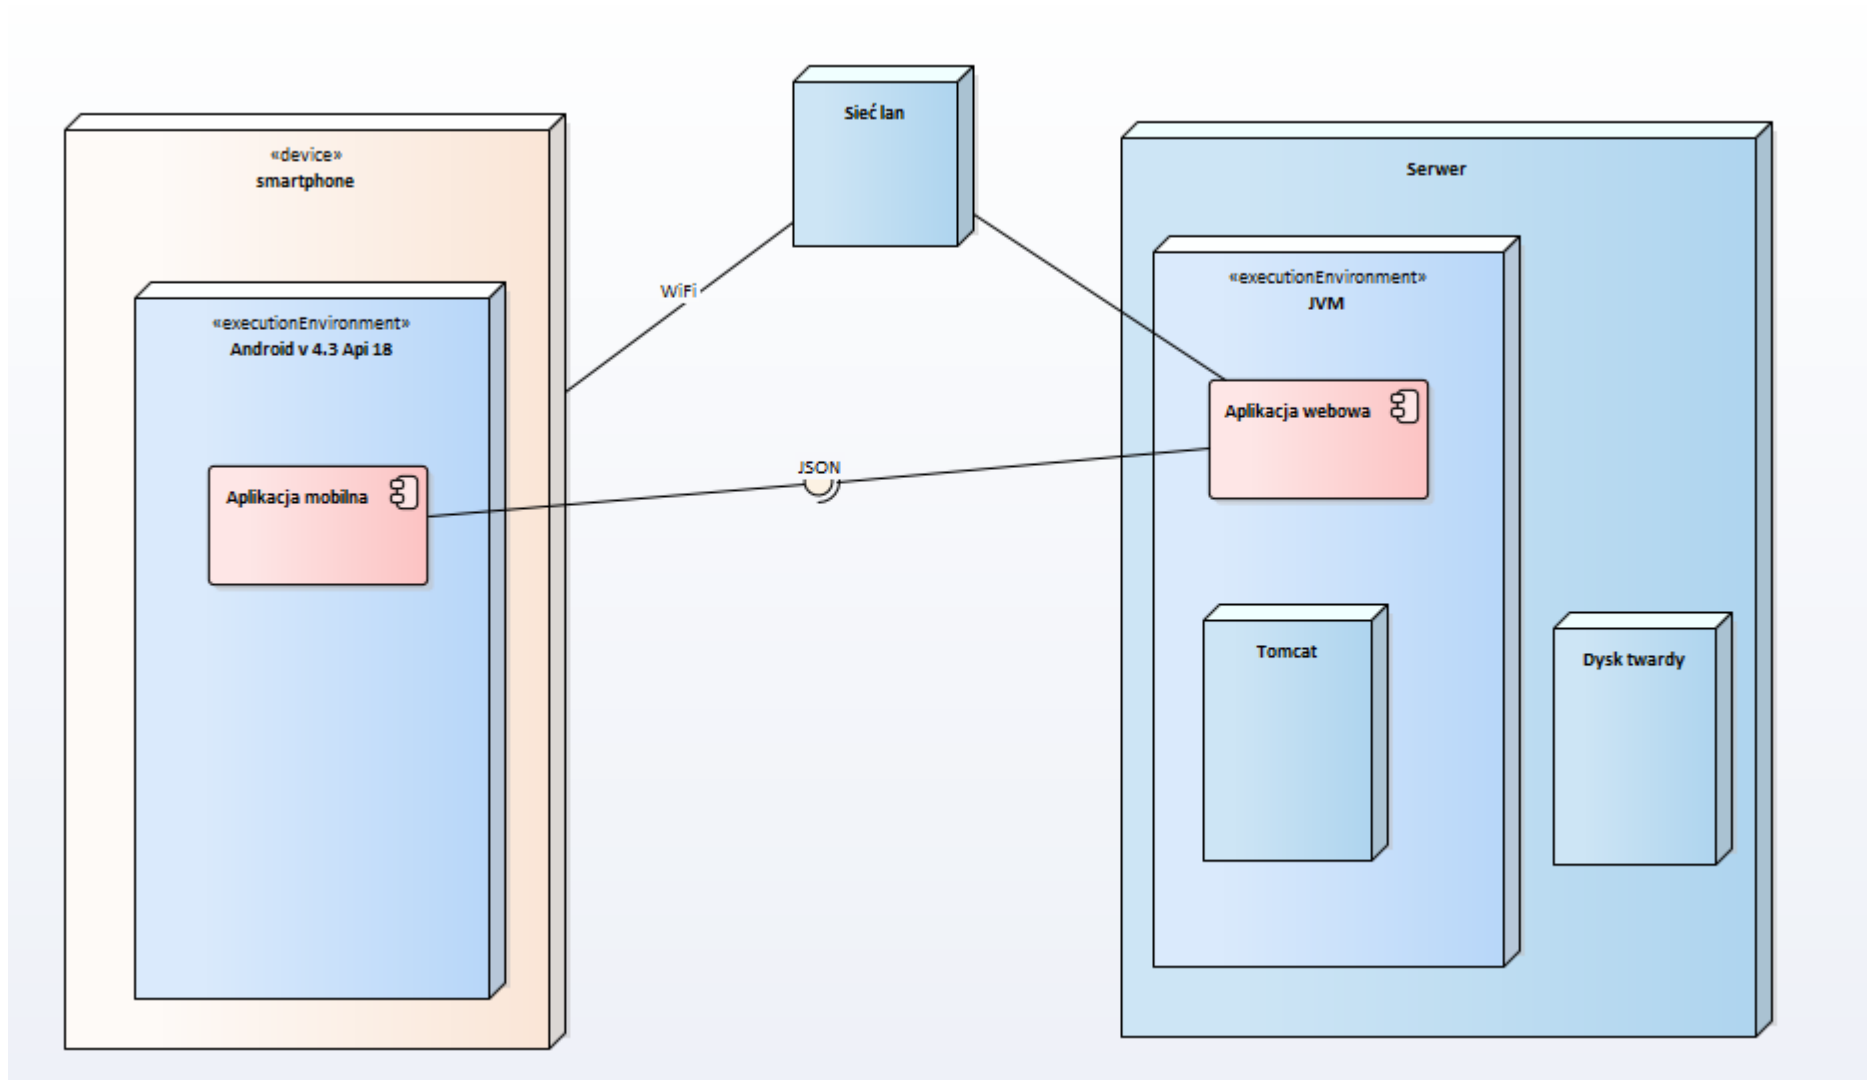 «device»
smartphone
«executionEnvironment»
Android v 4.3 Api 18
Aplikacja mobilna
Sieć lan
WiFi
JSON
Serwer
«executionEnvironment»
JVM
Aplikacja webowa
Tomcat
Dysk twardy